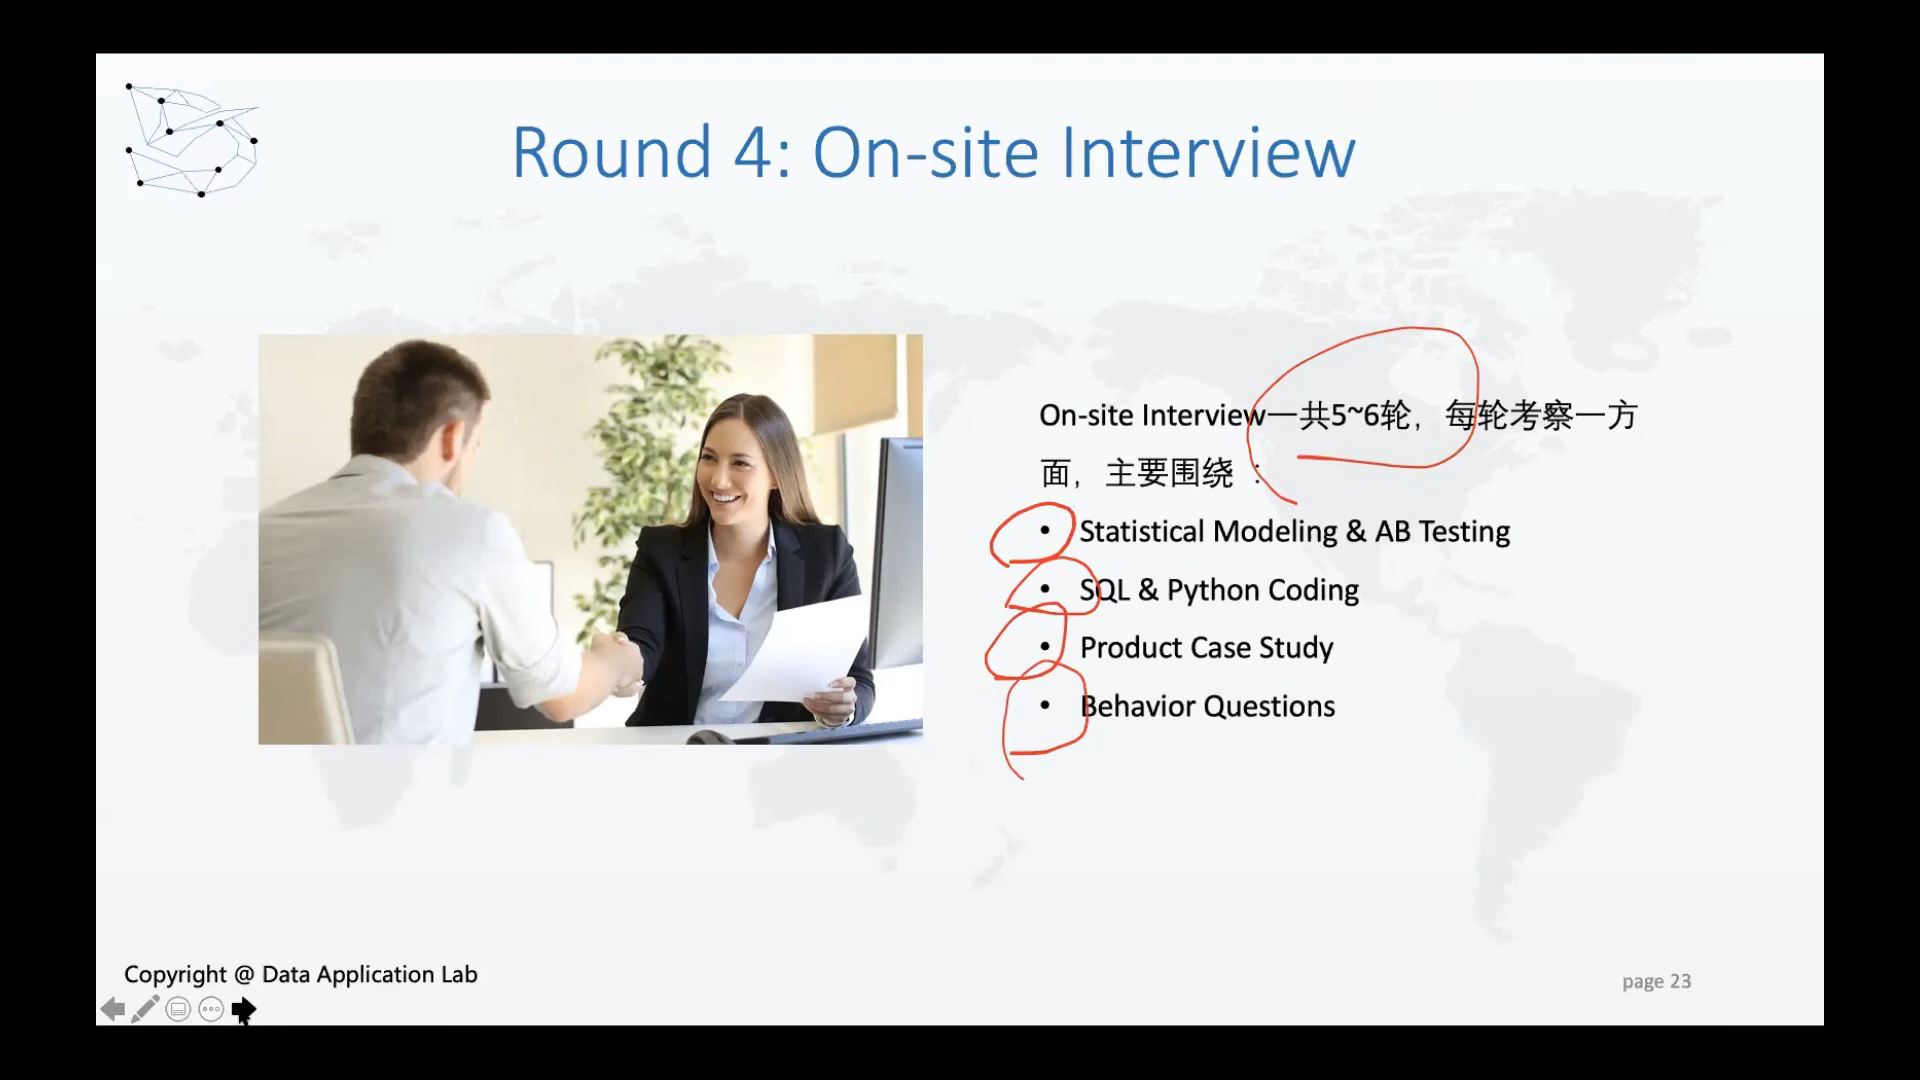 Round 4: On-site Interview
On-site Interview一共5~6轮，每轮考察一方
面，主要围绕 :
• Statistical Modeling & AB Testing
• SQL & Python Coding
• Product Case Study
• Behavior Questions
Copyright @ Data Application Lab
page 23